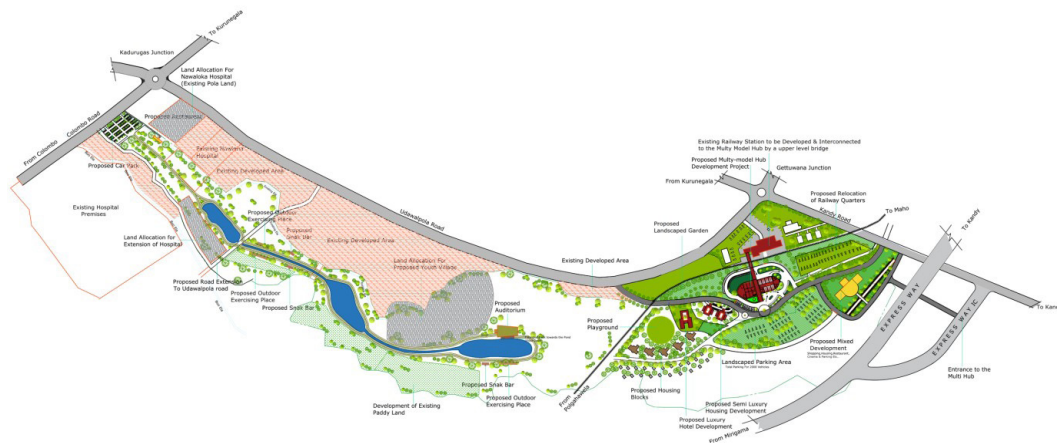 To Kurunegala
Kadurugas Junction
Land Allocation For
Nawaloka Hospital
(Existing Pola Land)
Colombo Road
From Colombo
Proposed Car Park
Existing Hospital
Premises
Land Allocation for
Extension of Hospital
Proposed Road Extension
To Udawalpola road
Existing Developed Area
Hospital
Proposed Outdoor
Exercising Place
Proposed
Snak Bar
Existing Developed Area
Udawalpola Road
Land Allocation For
Proposed Youth Village
Proposed Outdoor
Exercising Place
Proposed Snak Bar
Proposed
Auditorium
Proposed Snak Bar
Proposed Outdoor
Exercising Place
Development of Existing
Paddy Land
Existing Developed Area
Existing Railway Station to be Developed & Interconnected
to the Multy Model Hub by a upper level bridge
Proposed Multy-model Hub
Development Project
Gettuwana Junction
From Kurunegala
Proposed
Landscaped Garden
Proposed Relocation
of Railway Quarters
Kandy Road
To Maho
To Kandy
Proposed
Playground
From
Polgahawela
Proposed Housing
Blocks
Landscaped Parking Area
Proposed Mixed
Development
Proposed Semi Luxury
Housing Development
Proposed Luxury
Hotel Development
EXPRESS WAY
EXPRESS WAY IC
Entrance to the
Multi Hub
From Mirigama